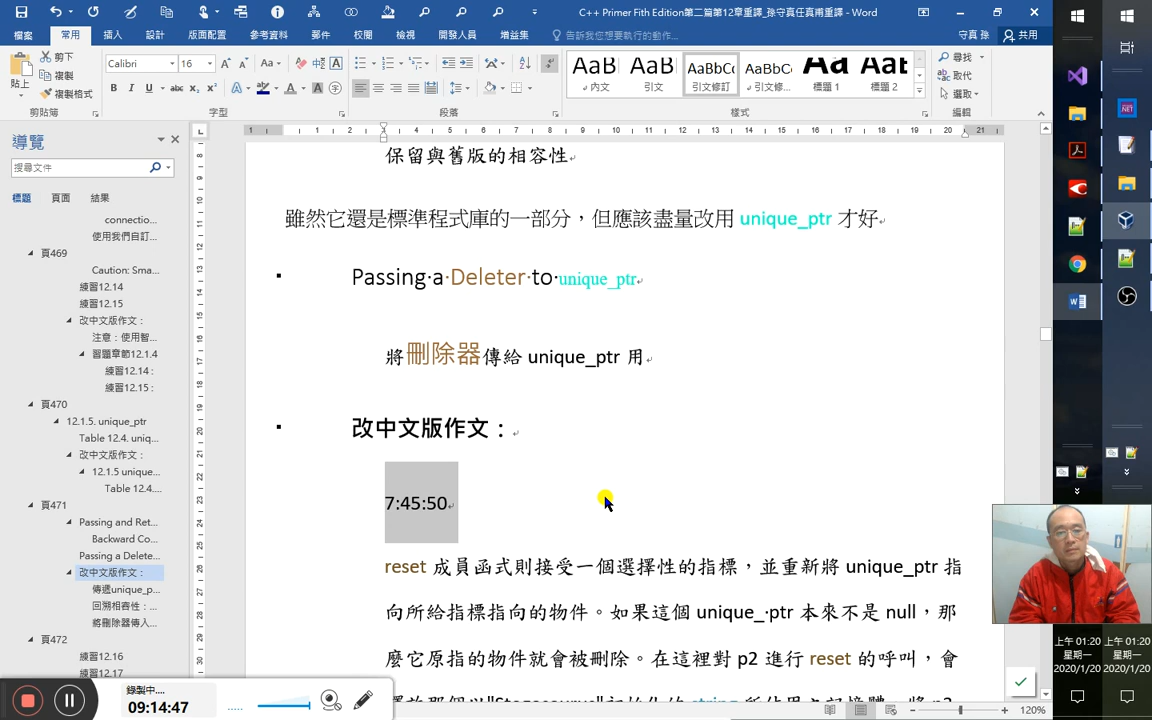 C++ Primer Fith Edition第二篇第12章重譯_孫守真任真甫重譯 - Word
檔案 常用 插入 設計 版面配置 參考資料 郵件 校閱 檢視 開發人員 增益集 告訴我您想要執行的動作... 守真 孫 共用
貼上 剪下 複製 複製格式
Calibri 16
AaB AaB AaBbCc AaBbC AaB AaB
內文 引文 引文修訂 引文修... 標題 1 標題 2
尋找 取代 選取
剪貼簿 字型 段落 樣式 編輯
導覽
搜尋文件
標題 頁面 結果
connectio...
使用我們自訂...
頁469
Caution: Sma...
練習12.14
練習12.15
改中文版作文：
注意：使用智...
習題章節12.1.4
練習12.14：
練習12.15：
頁470
12.1.5. unique_ptr
Table 12.4. uniq...
改中文版作文：
12.1.5 unique...
Table 12.4....
頁471
Passing and Ret...
Backward Co...
Passing a Delete...
改中文版作文：
傳遞unique_p...
回溯相容性：...
將刪除器傳入...
頁472
練習12.16
練習12.17
保留與舊版的相容性
雖然它還是標準程式庫的一部分，但應該盡量改用 unique_ptr 才好
Passing·a·Deleter·to·unique_ptr
將刪除器傳給 unique_ptr 用
改中文版作文：
7:45:50
reset 成員函式則接受一個選擇性的指標，並重新將 unique_ptr 指
向所給指標指向的物件。如果這個 unique_·ptr 本來不是 null，那
麼它原指的物件就會被刪除。在這裡對 p2 進行 reset 的呼叫，會
錄製中....
09:14:47
120%
上午 01:20
星期一
2020/1/20
上午 01:20
星期一
2020/1/20